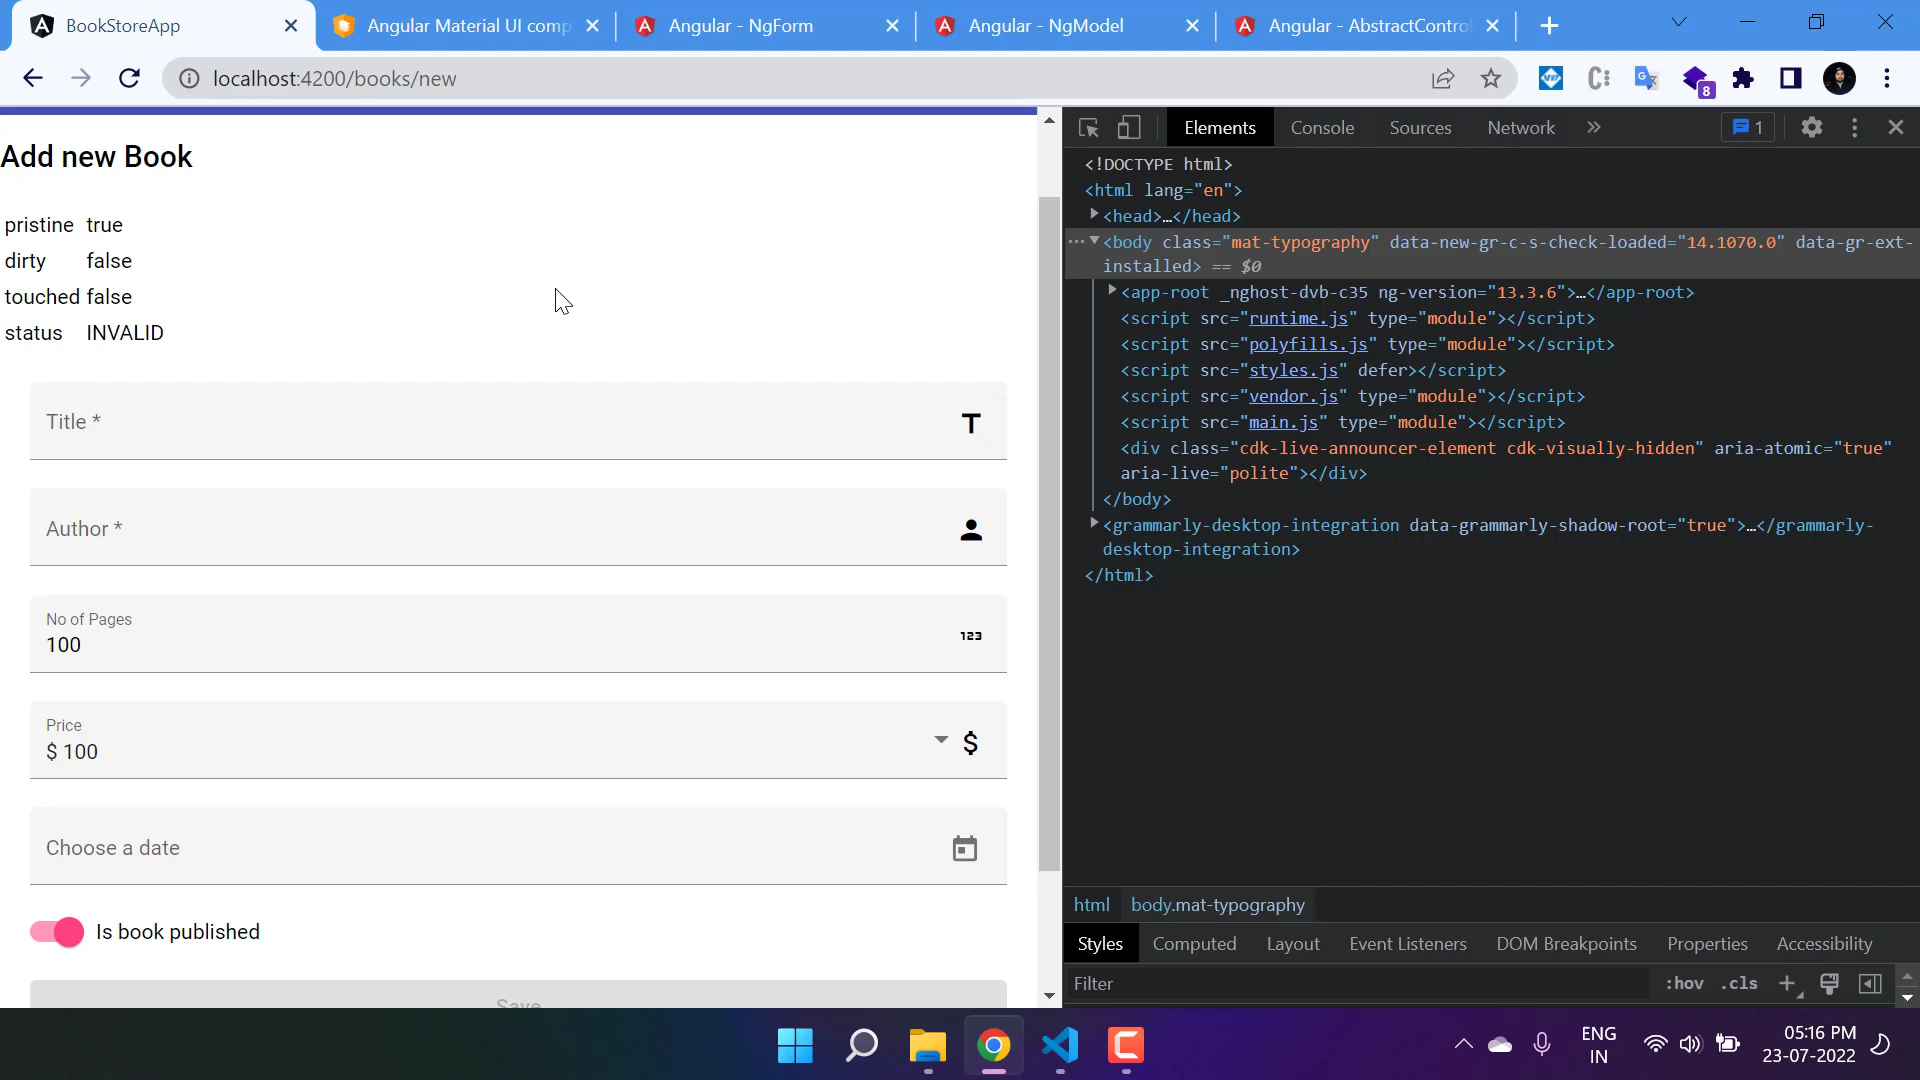 BookStoreApp
Angular Material UI comp
Angular - NgForm
Angular - NgModel
Angular - AbstractControl
localhost:4200/books/new
8
Add new Book
pristine true
dirty false
touched false
status INVALID
Title *
Author *
No of Pages
100
123
Price
$ 100
$
Choose a date
Is book published
Save
Elements
Console
Sources
Network
1
<!DOCTYPE html>
<html lang="en">
<head>…</head>
<body class="mat-typography" data-new-gr-c-s-check-loaded="14.1070.0" data-gr-ext-
installed> == $0
<app-root _nghost-dvb-c35 ng-version="13.3.6">…</app-root>
<script src="runtime.js" type="module"></script>
<script src="polyfills.js" type="module"></script>
<script src="styles.js" defer></script>
<script src="vendor.js" type="module"></script>
<script src="main.js" type="module"></script>
<div class="cdk-live-announcer-element cdk-visually-hidden" aria-atomic="true"
aria-live="polite"></div>
</body>
<grammarly-desktop-integration data-grammarly-shadow-root="true">…</grammarly-
desktop-integration>
</html>
html
body.mat-typography
Styles
Computed
Layout
Event Listeners
DOM Breakpoints
Properties
Accessibility
Filter
:hov
.cls
ENG
IN
05:16 PM
23-07-2022